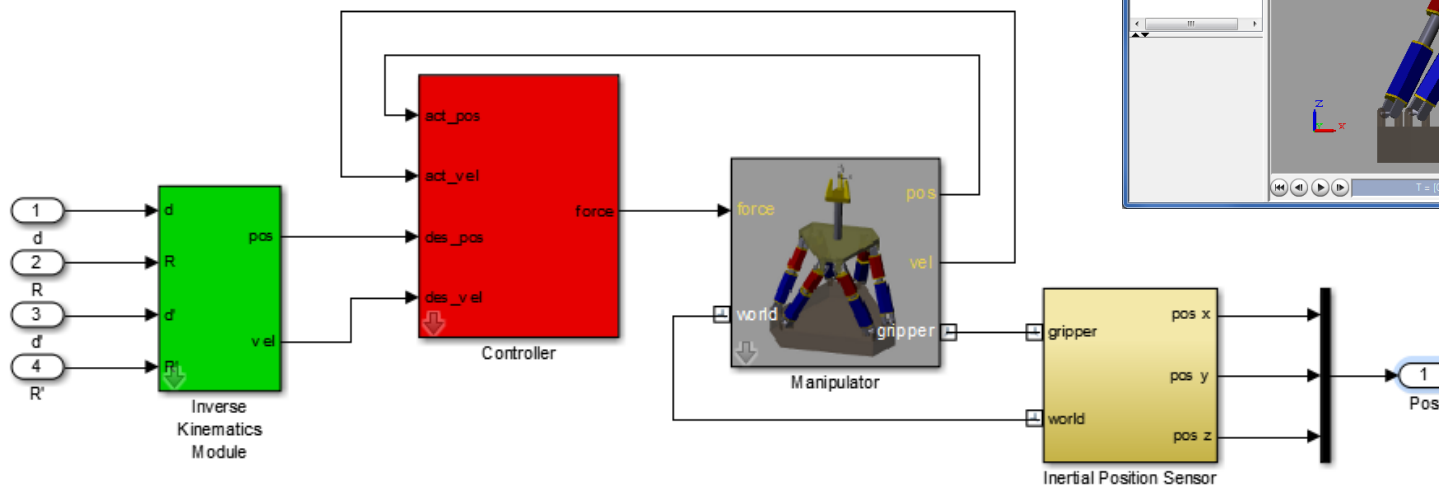 z
x
T = [0
1
d
2
R
3
d'
4
R'
d
R
d'
R'
pos
vel
Inverse
Kinematics
Module
act_pos
act_vel
des_pos
des_vel
force
Controller
force
world
pos
vel
gripper
Manipulator
gripper
world
pos x
pos y
pos z
Inertial Position Sensor
1
Pos